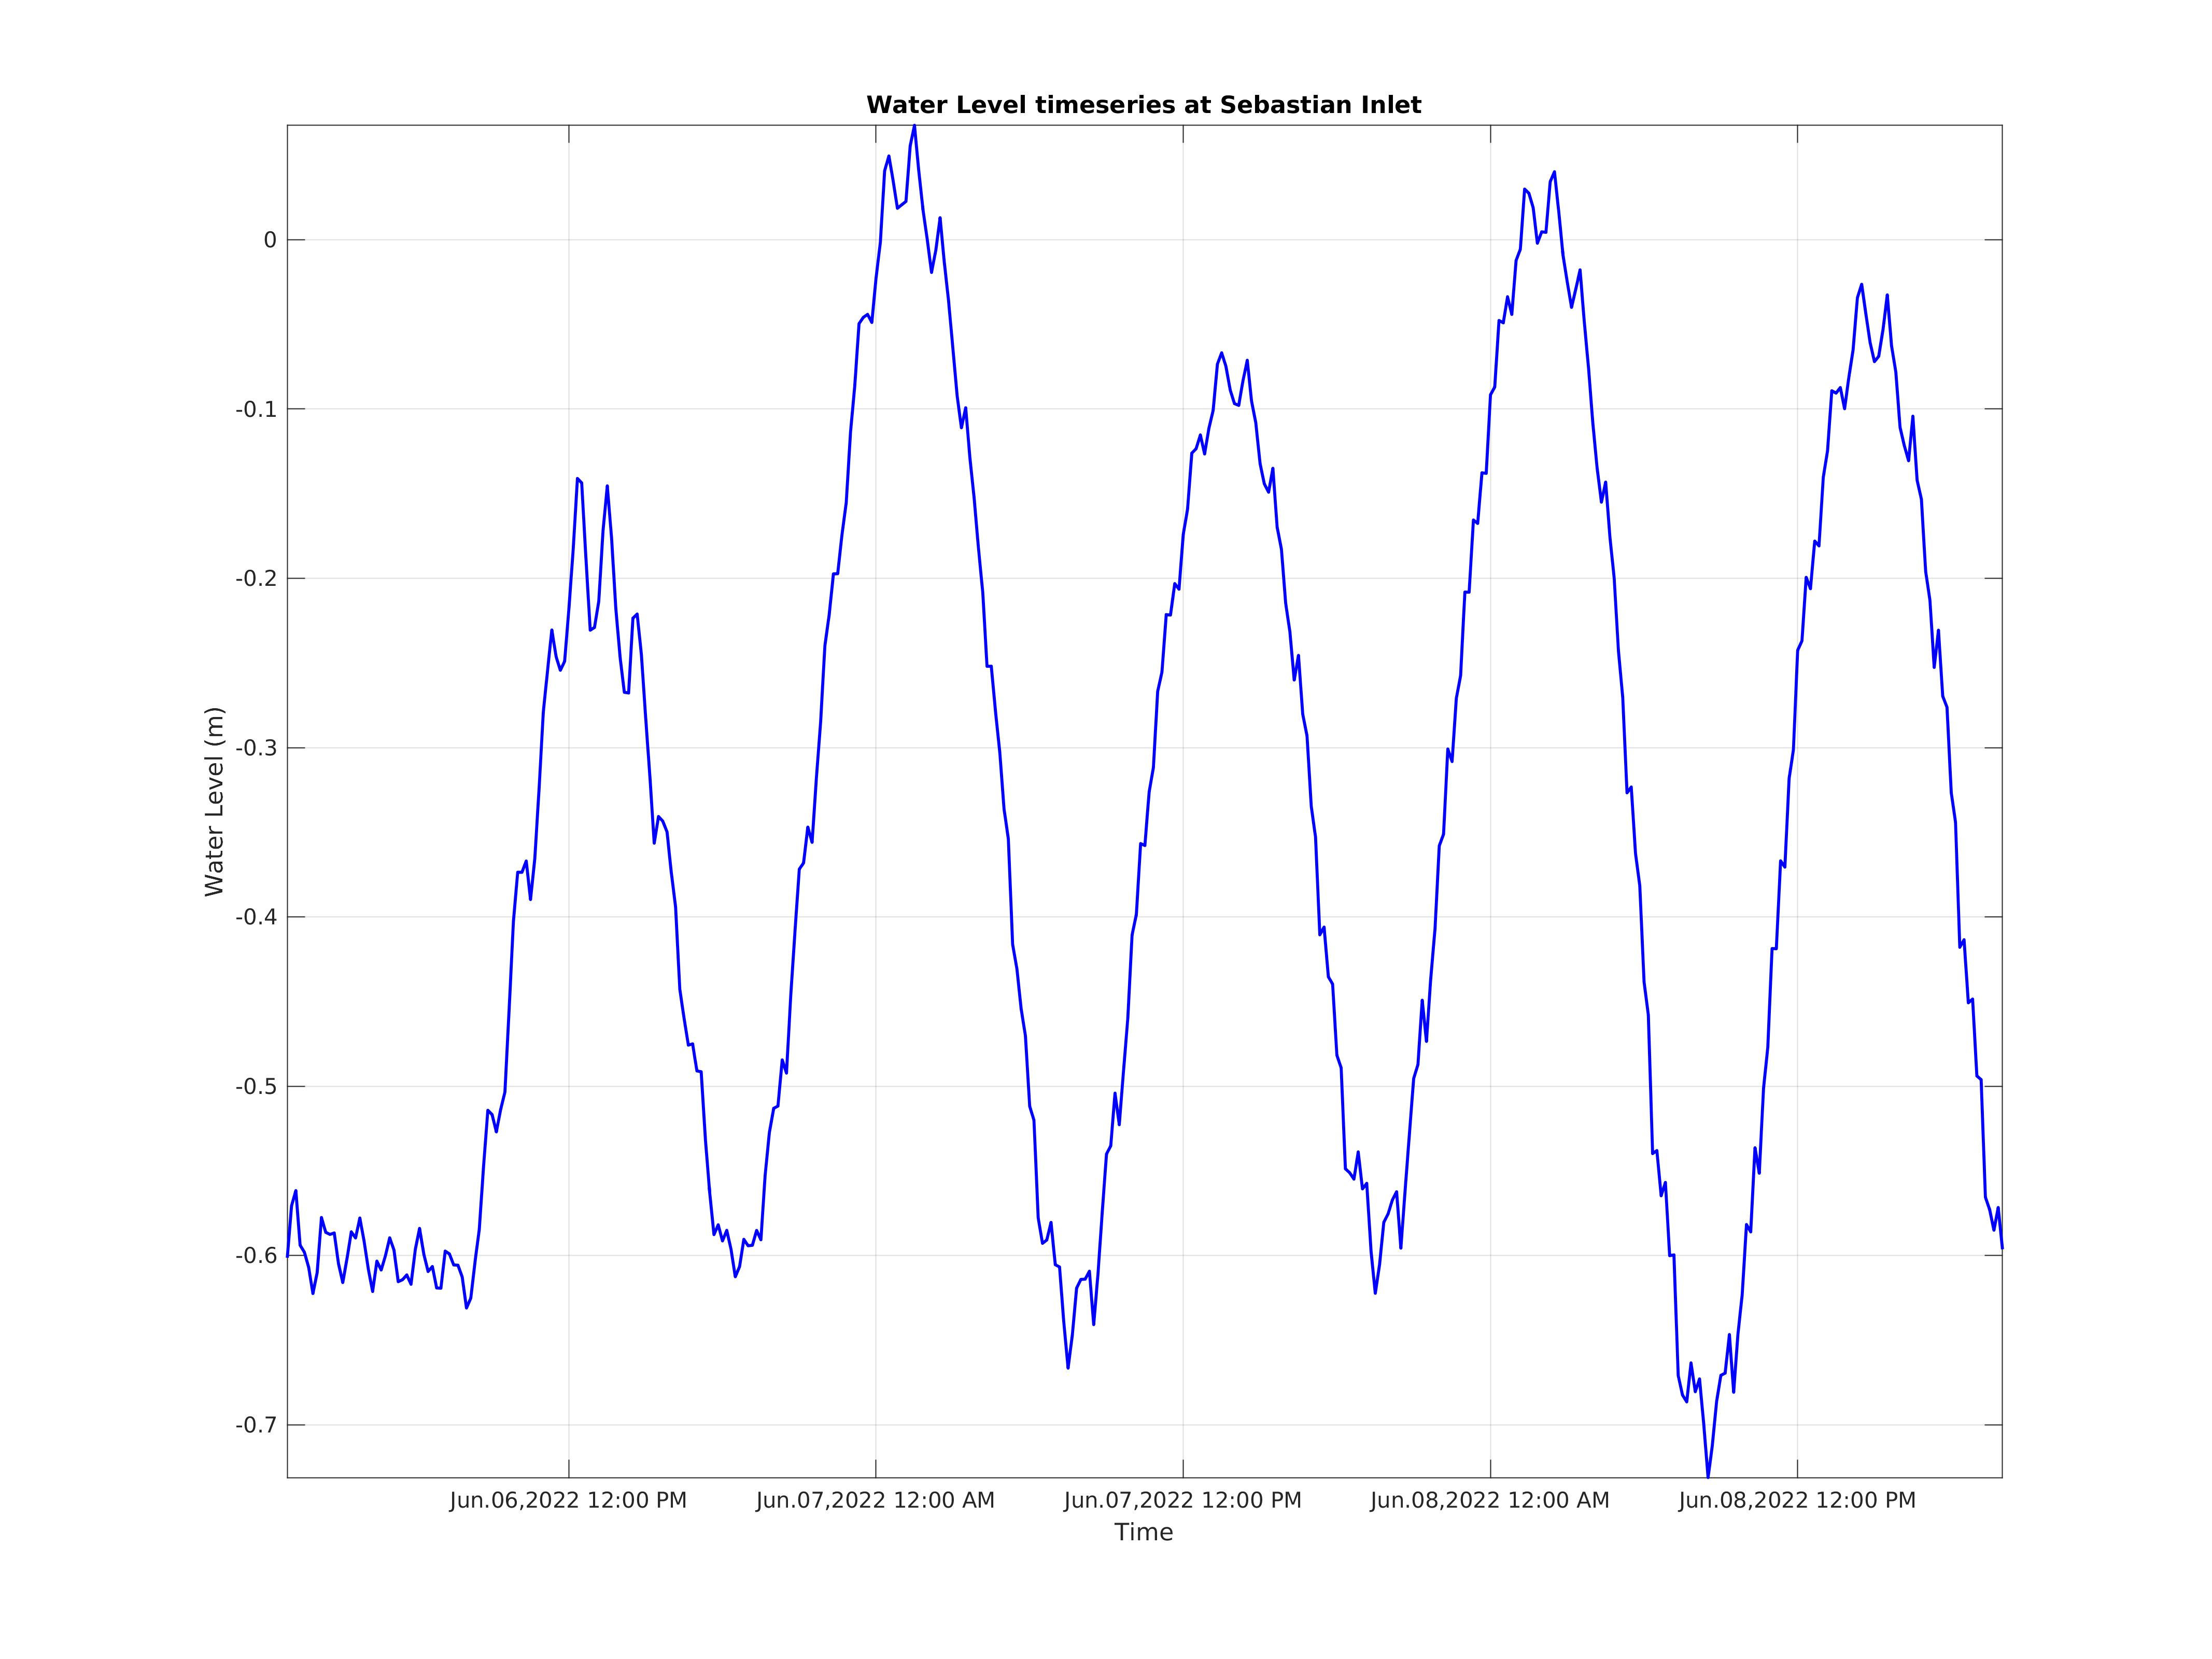 Water Level timeseries at Sebastian Inlet
0
-0.1
-0.2
-0.3
-0.4
-0.5
-0.6
-0.7
Water Level (m)
Jun.06,2022 12:00 PM
Jun.07,2022 12:00 AM
Jun.07,2022 12:00 PM
Jun.08,2022 12:00 AM
Jun.08,2022 12:00 PM
Time